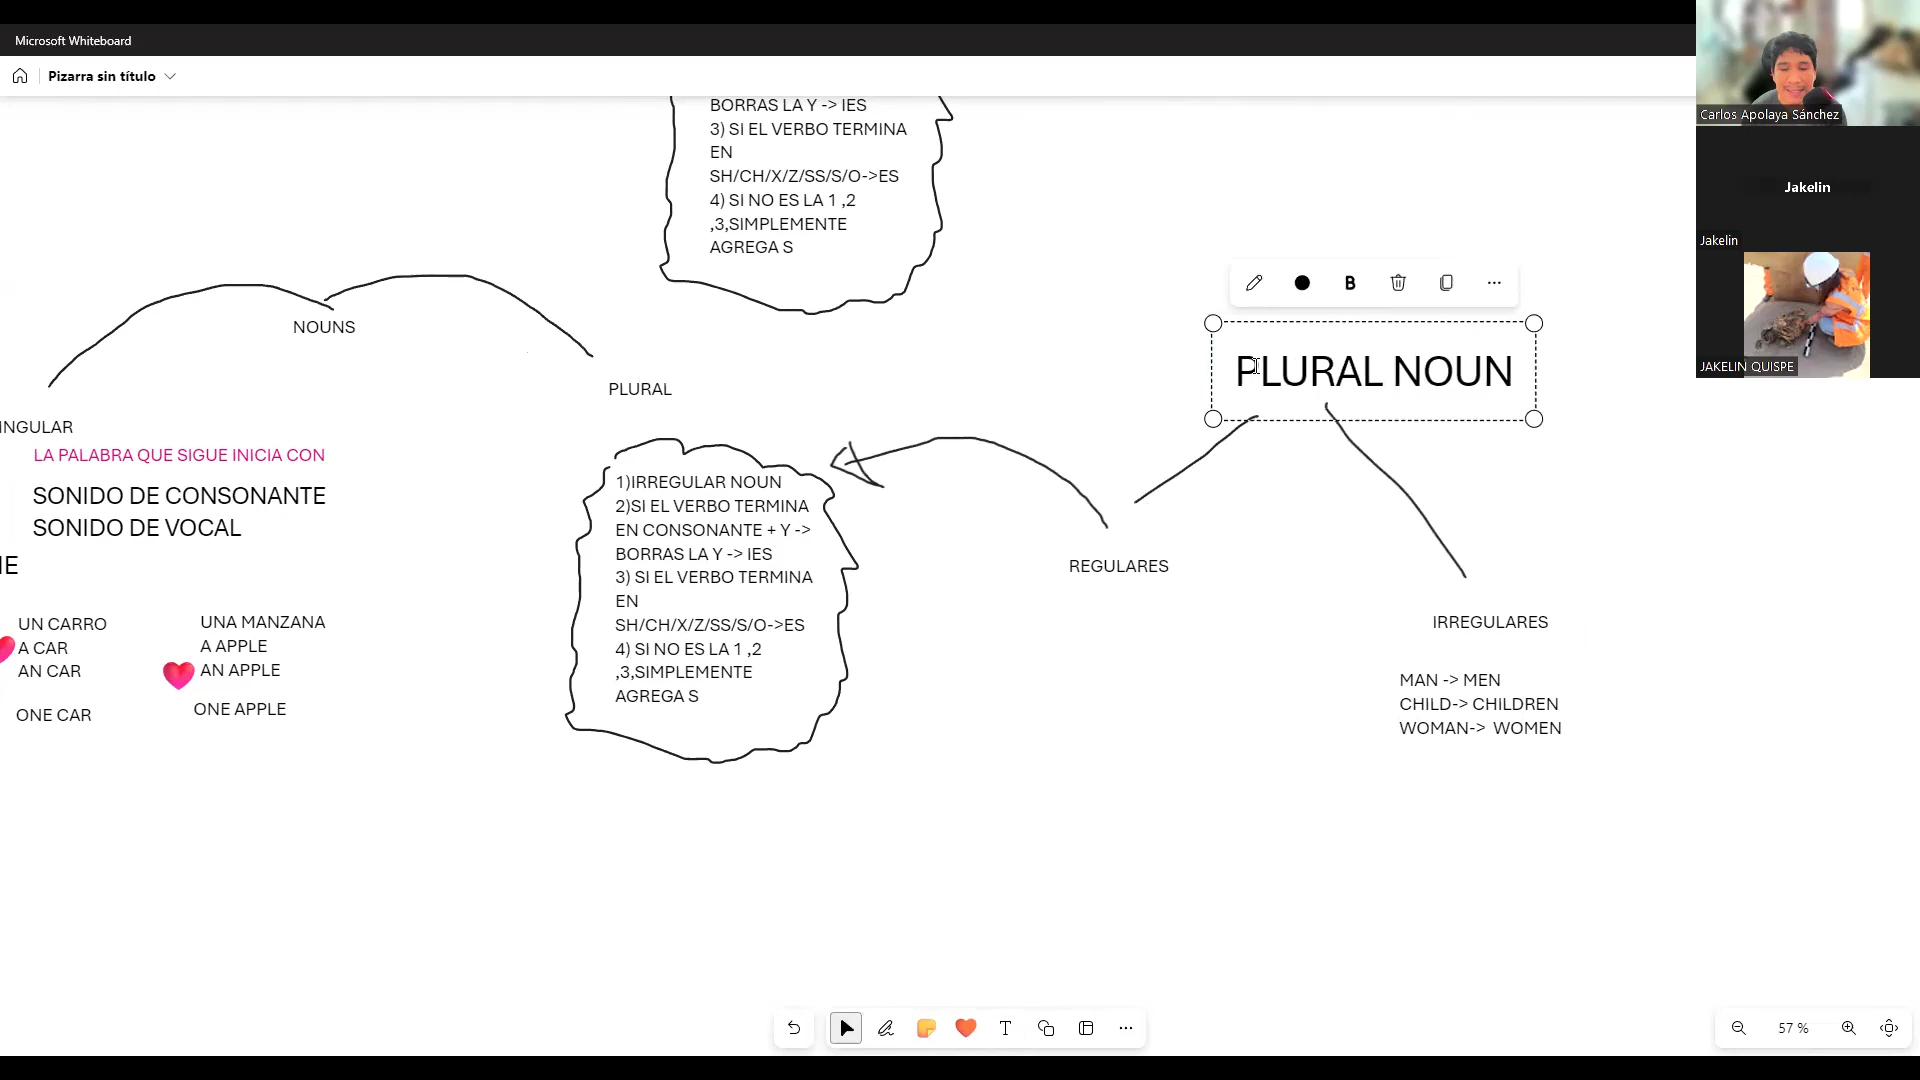 Microsoft Whiteboard
Pizarra sin título
BORRAS LA Y -> IES
3) SI EL VERBO TERMINA
EN
SH/CH/X/Z/SS/S/O->ES
4) SI NO ES LA 1 ,2
,3,SIMPLEMENTE
AGREGA S
NOUNS
PLURAL
INGULAR
LA PALABRA QUE SIGUE INICIA CON
SONIDO DE CONSONANTE
SONIDO DE VOCAL
UN CARRO
A CAR
AN CAR
ONE CAR
UNA MANZANA
A APPLE
AN APPLE
ONE APPLE
1)IRREGULAR NOUN
2)SI EL VERBO TERMINA
EN CONSONANTE + Y ->
BORRAS LA Y -> IES
3) SI EL VERBO TERMINA
EN
SH/CH/X/Z/SS/S/O->ES
4) SI NO ES LA 1 ,2
,3,SIMPLEMENTE
AGREGA S
B
PLURAL NOUN
REGULARES
IRREGULARES
MAN -> MEN
CHILD-> CHILDREN
WOMAN-> WOMEN
Carlos Apolaya Sánchez
Jakelin
Jakelin
JAKELIN QUISPE
57 %